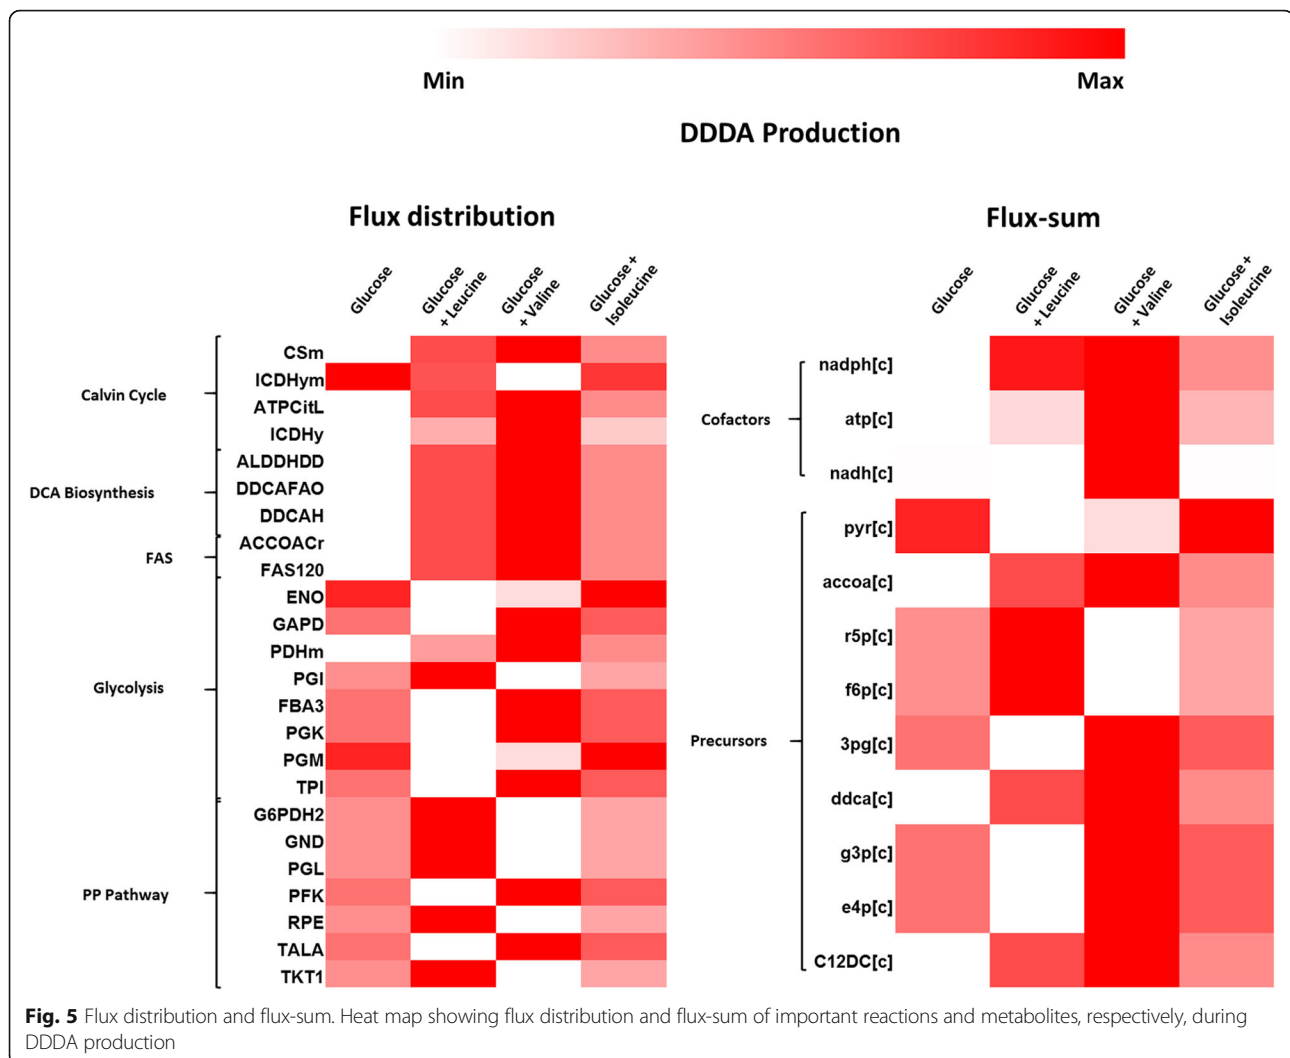 Min
Max
DDDA Production
Flux distribution
Flux-sum
Glucose
Glucose
+ Leucine
Glucose
+ Valine
Glucose +
Isoleucine
Glucose
Glucose
+ Leucine
Glucose
+ Valine
Glucose +
Isoleucine
Calvin Cycle
CSm
ICDHym
ATPCitL
ICDHy
DCA Biosynthesis
ALDDHDD
DDCAFAO
DDCAH
FAS
ACCOACr
FAS120
Glycolysis
ENO
GAPD
PDHm
PGI
FBA3
PGK
PGM
TPI
PP Pathway
G6PDH2
GND
PGL
PFK
RPE
TALA
TKT1
Cofactors
nadph[c]
atp[c]
nadh[c]
Precursors
pyr[c]
accoa[c]
r5p[c]
f6p[c]
3pg[c]
ddca[c]
g3p[c]
e4p[c]
C12DC[c]
Fig. 5 Flux distribution and flux-sum. Heat map showing flux distribution and flux-sum of important reactions and metabolites, respectively, during
DDDA production